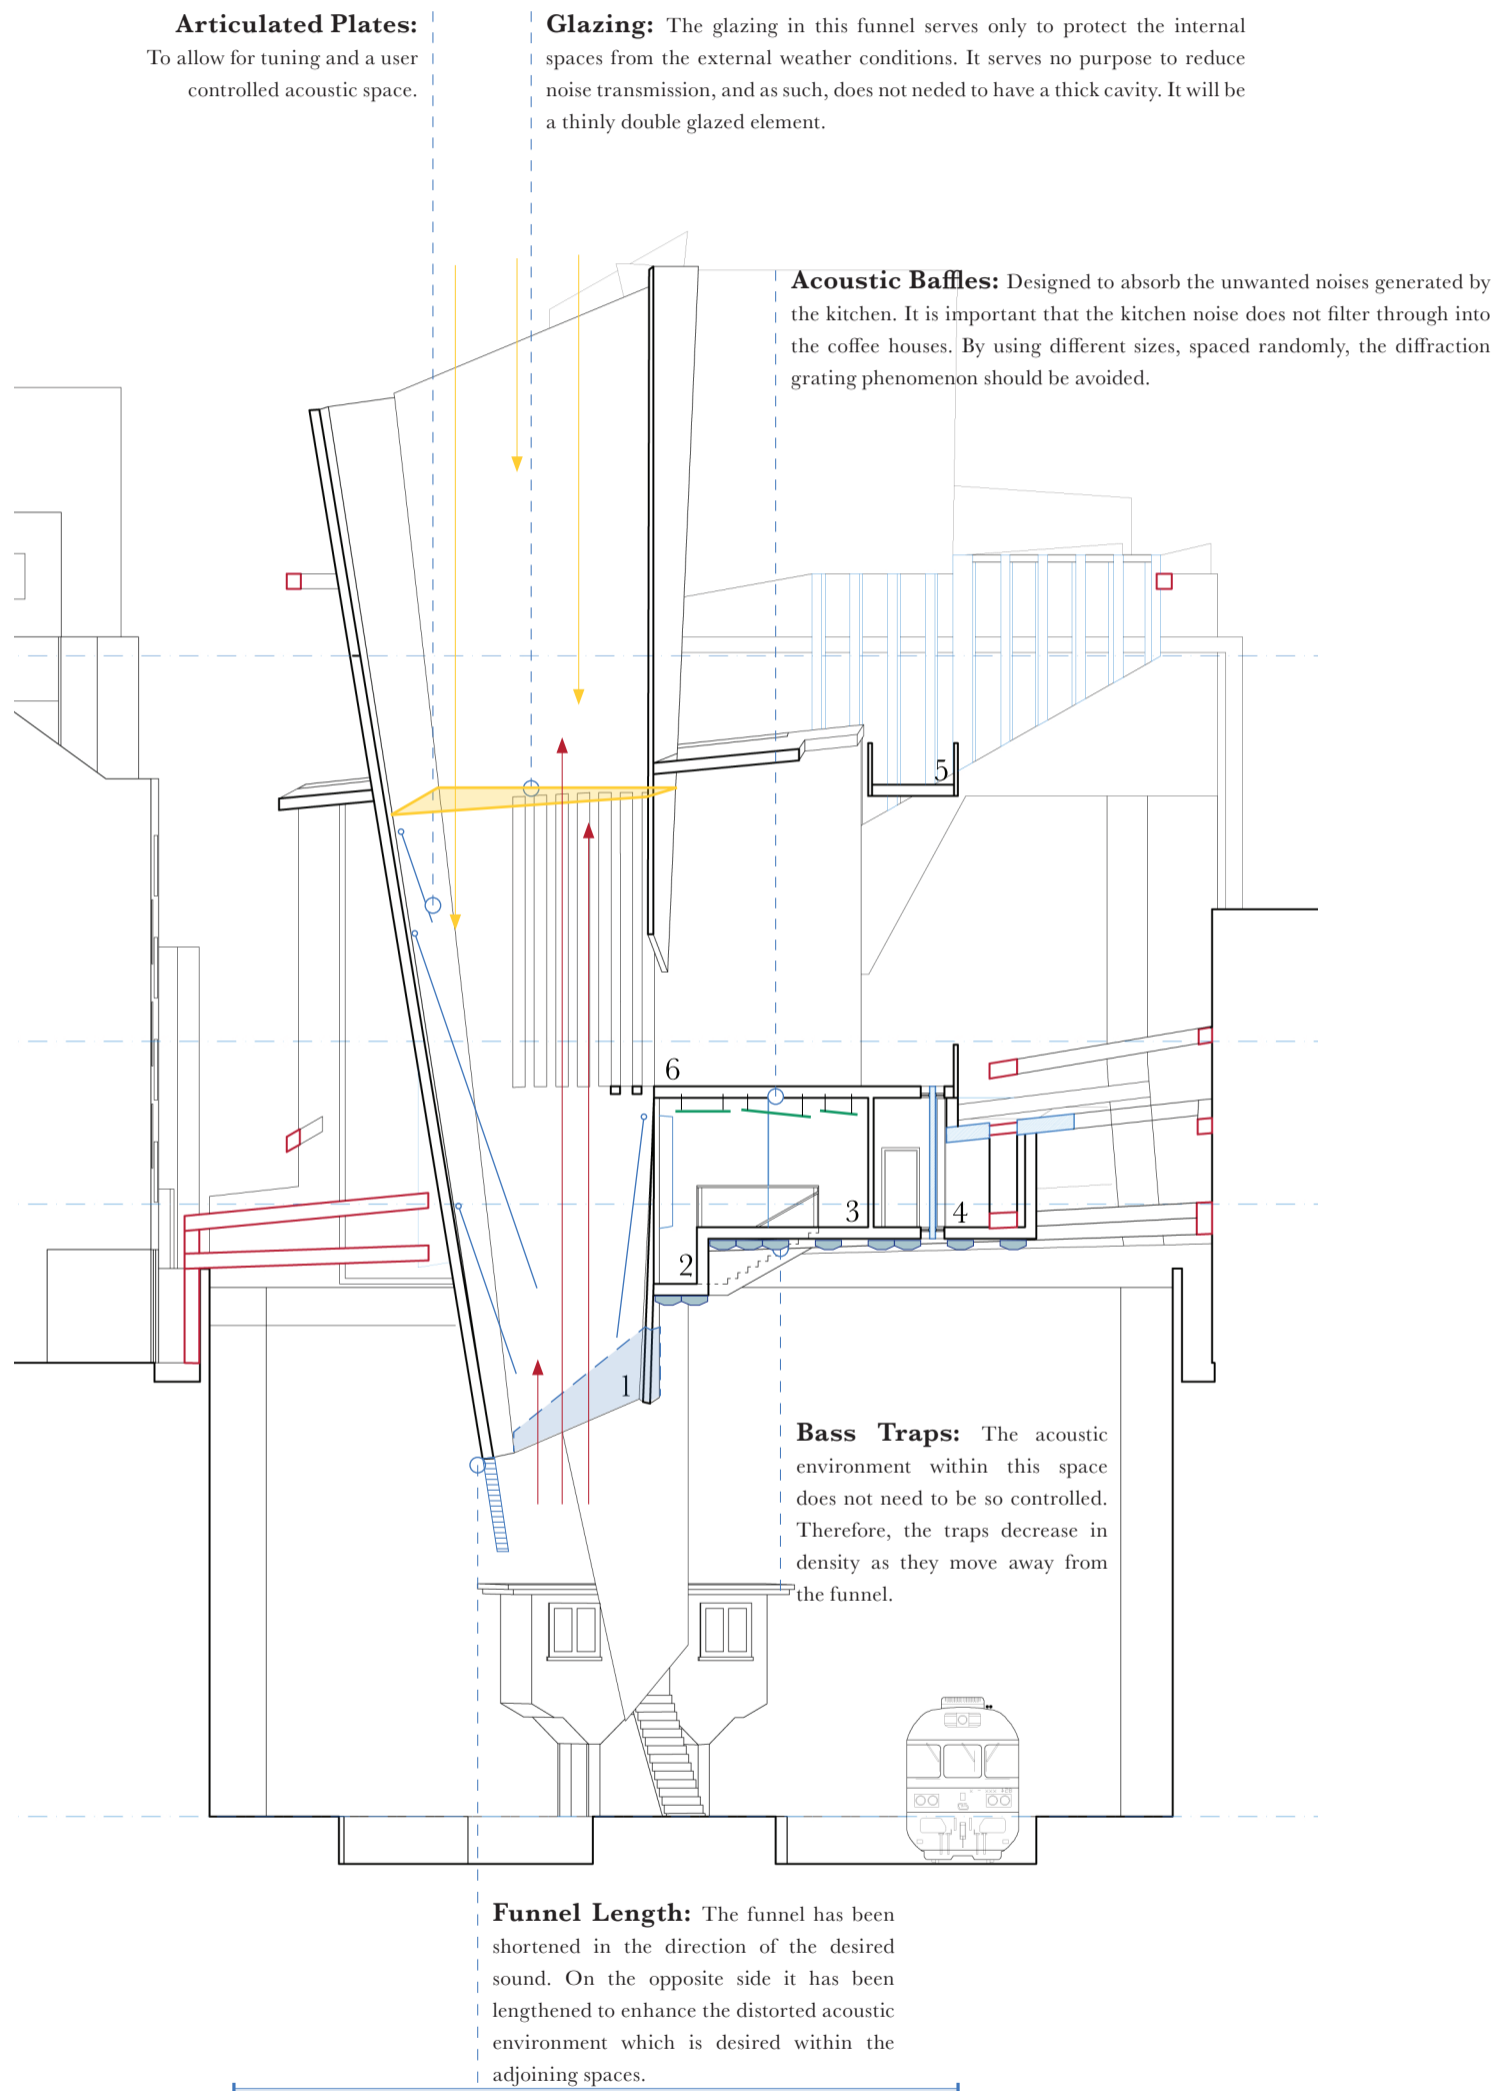 Articulated Plates:
To allow for tuning and a user
controlled acoustic space.
Glazing: The glazing in this funnel serves only to protect the internal
spaces from the external weather conditions. It serves no purpose to reduce
noise transmission, and as such, does not neded to have a thick cavity. It will be
a thinly double glazed element.
Acoustic Baffles: Designed to absorb the unwanted noises generated by
the kitchen. It is important that the kitchen noise does not filter through into
the coffee houses. By using different sizes, spaced randomly, the diffraction
grating phenomenon should be avoided.
5
6
3
4
2
1
Bass Traps: The acoustic
environment within this space
does not need to be so controlled.
Therefore, the traps decrease in
density as they move away from
the funnel.
Funnel Length: The funnel has been
shortened in the direction of the desired
sound. On the opposite side it has been
lengthened to enhance the distorted acoustic
environment which is desired within the
adjoining spaces.